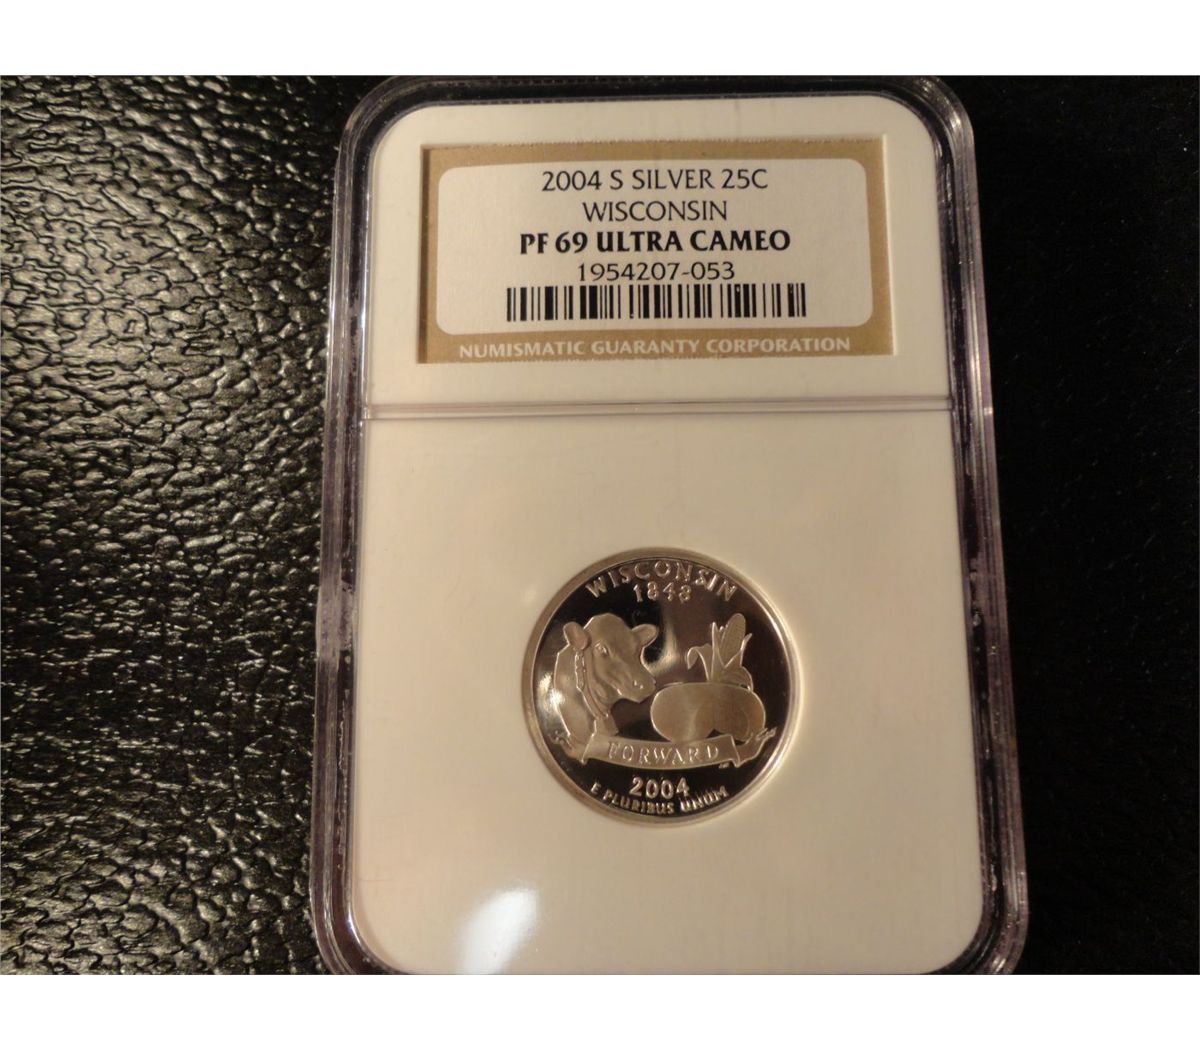 2004 S SILVER 25C
WISCONSIN
PF 69 ULTRA CAMEO
1954207-053
NUMISMATIC GUARANTY CORPORATION
WISCONSIN
1848
FORWARD
2004
E PLURIBUS UNUM